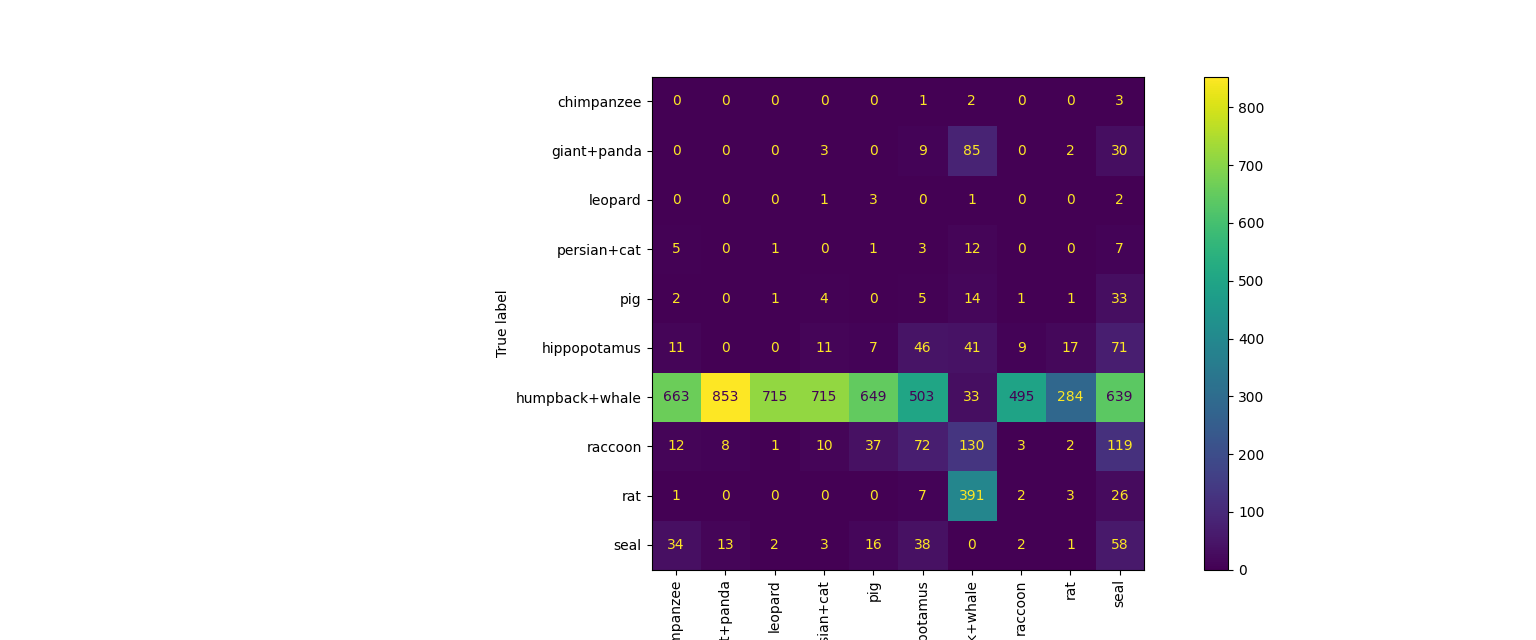 chimpanzee 0 0 0 0 0 1 2 0 0 3
giant+panda 0 0 0 3 0 9 85 0 2 30
leopard 0 0 0 1 3 0 1 0 0 2
persian+cat 5 0 1 0 1 3 12 0 0 7
pig 2 0 1 4 0 5 14 1 1 33
hippopotamus 11 0 0 11 7 46 41 9 17 71
humpback+whale 663 853 715 715 649 503 33 495 284 639
raccoon 12 8 1 10 37 72 130 3 2 119
rat 1 0 0 0 0 7 391 2 3 26
seal 34 13 2 3 16 38 0 2 1 58
True label
mpanzee
t+panda
leopard
sian+cat
pig
potamus
k+whale
raccoon
rat
seal
800
700
600
500
400
300
200
100
0